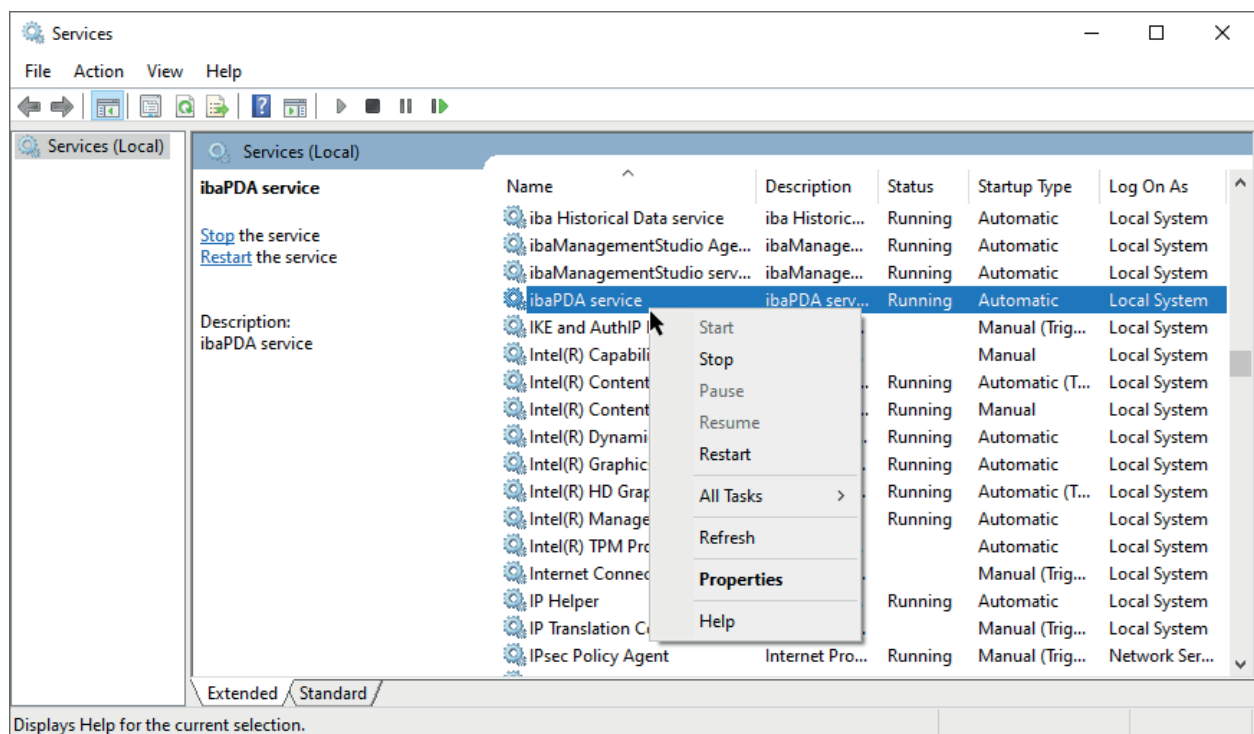 Services
File Action View Help
Services (Local)
Services (Local)
ibaPDA service
Stop the service
Restart the service
Description:
ibaPDA service
Name Description Status Startup Type Log On As
iba Historical Data service iba Historic... Running Automatic Local System
ibaManagementStudio Age... ibaManage... Running Automatic Local System
ibaManagementStudio serv... ibaManage... Running Automatic Local System
ibaPDA service ibaPDA serv... Running Automatic Local System
IKE and AuthIP Manual (Trig... Local System
Intel(R) Capabili Manual Local System
Intel(R) Content Running Automatic (T... Local System
Intel(R) Content Running Manual Local System
Intel(R) Dynami Running Automatic Local System
Intel(R) Graphic Running Automatic Local System
Intel(R) HD Grap Running Automatic (T... Local System
Intel(R) Manage Running Automatic Local System
Intel(R) TPM Pro Automatic Local System
Internet Connec Manual (Trig... Local System
IP Helper Running Automatic Local System
IP Translation C Manual (Trig... Local System
IPsec Policy Agent Internet Pro... Running Manual (Trig... Network Ser...
Start
Stop
Pause
Resume
Restart
All Tasks
Refresh
Properties
Help
Extended Standard
Displays Help for the current selection.